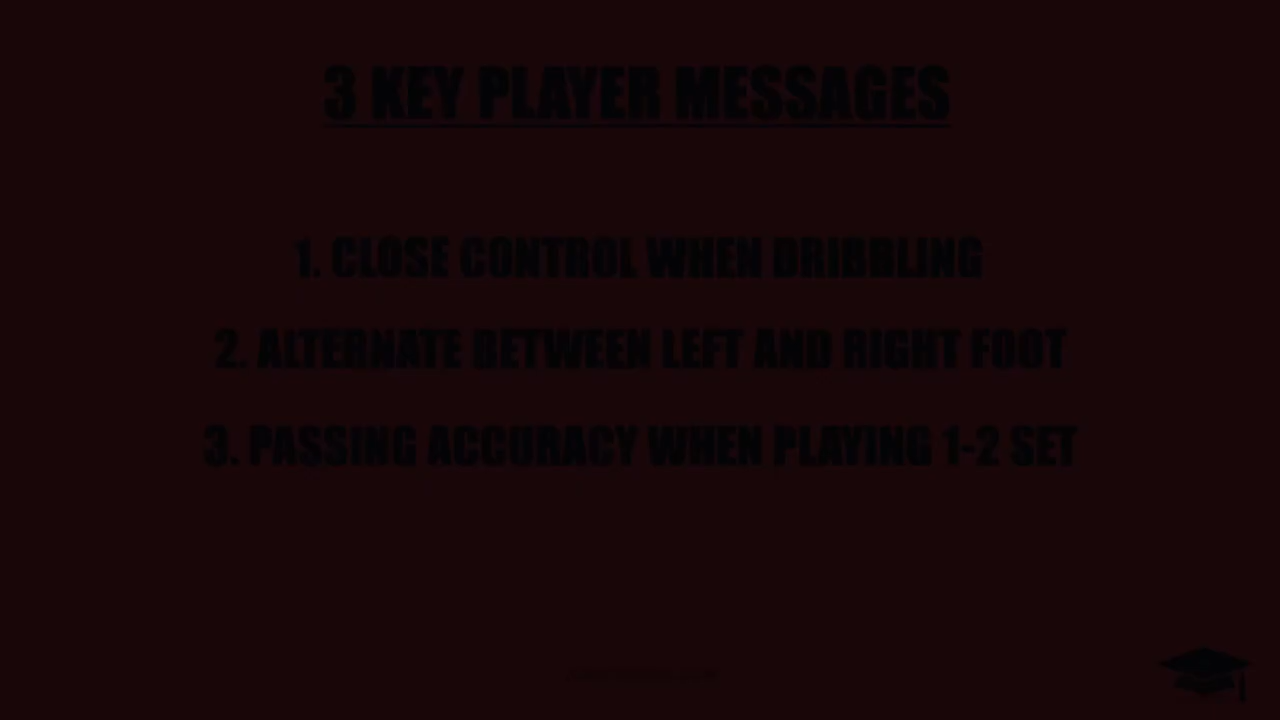 3 KEY PLAYER MESSAGES
1. CLOSE CONTROL WHEN DRIBBLING
2. ALTERNATE BETWEEN LEFT AND RIGHT FOOT
3. PASSING ACCURACY WHEN PLAYING 1-2 SET